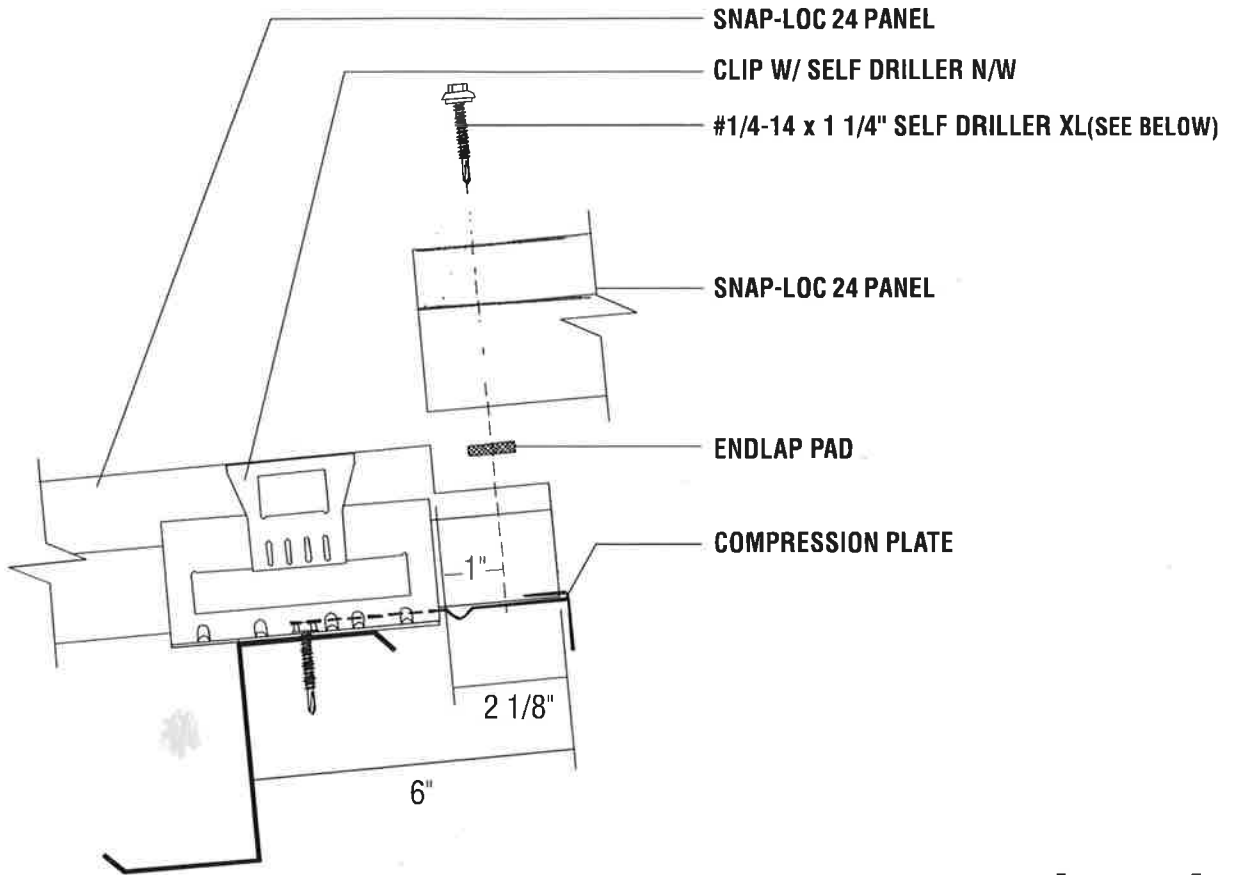 SNAP-LOC 24 PANEL
CLIP W/ SELF DRILLER N/W
#1/4-14 x 1 1/4" SELF DRILLER XL(SEE BELOW)
SNAP-LOC 24 PANEL
ENDLAP PAD
COMPRESSION PLATE
1"
2 1/8"
6"